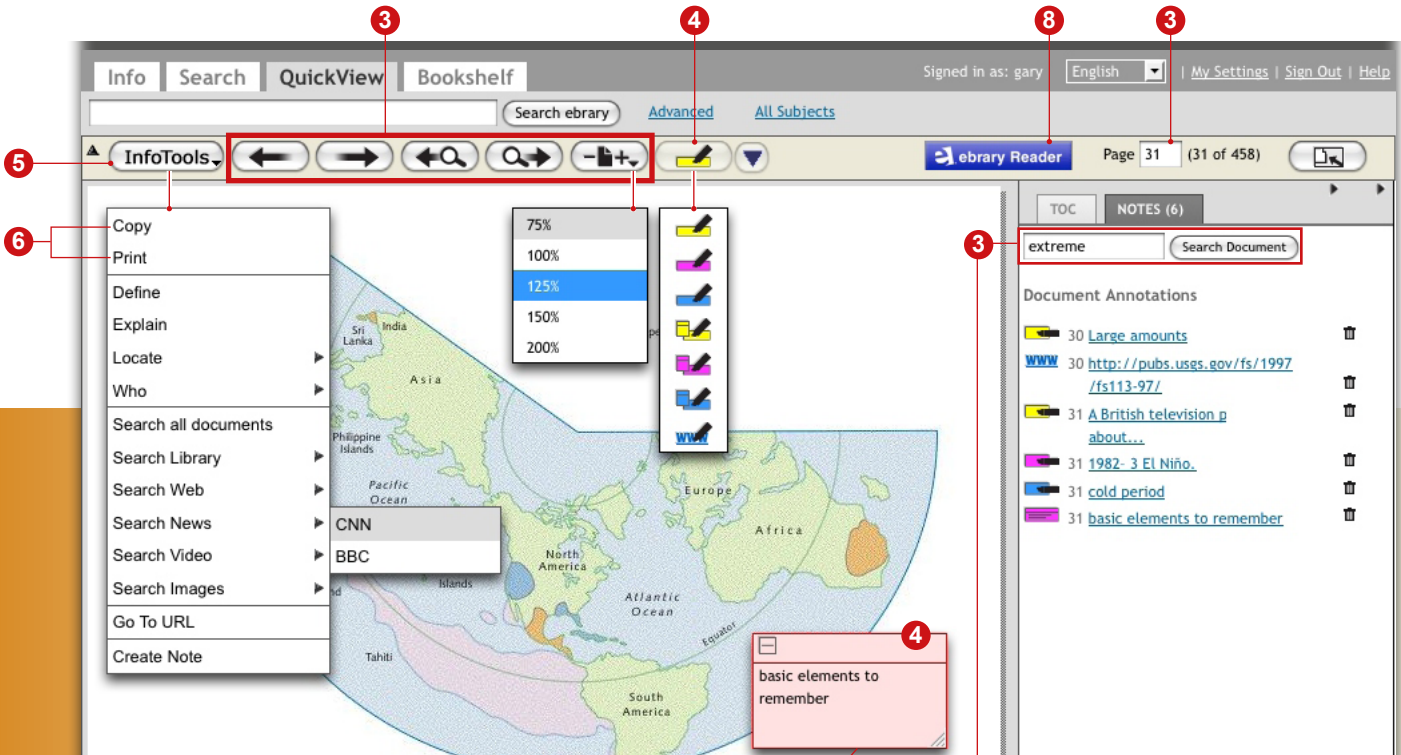 3 4 8 3
Info Search QuickView Bookshelf Signed in as: gary English | My Settings | Sign Out | Help
Search ebrary Advanced All Subjects
5 InfoTools ebrary Reader Page 31 (31 of 458)
TOC NOTES (6)
6
Copy
Print
Define
Explain
Locate
Who
Search all documents
Search Library
Search Web
Search News
Search Video
Search Images
Go To URL
Create Note
CNN
BBC
75%
100%
125%
150%
200%
www
3
extreme Search Document
Document Annotations
30 Large amounts
www 30 http://pubs.usgs.gov/fs/1997
/fs113-97/
31 A British television p
about...
31 1982- 3 El Niño.
31 cold period
31 basic elements to remember
Sri
Lanka
India
Asia
Philippine
Islands
Pacific
Ocean
Europe
Africa
North
America
Islands
Atlantic
Ocean
Equator
Tahiti
South
America
4
basic elements to
remember